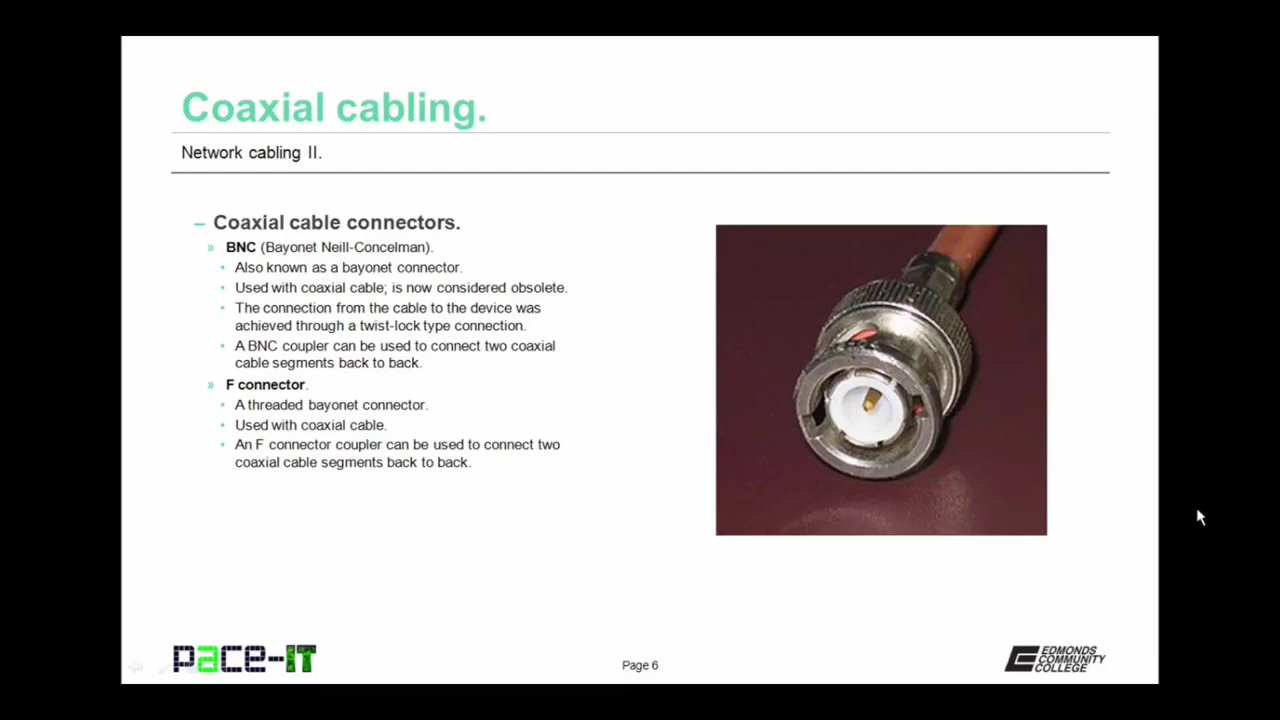 Coaxial cabling.
Network cabling II.
– Coaxial cable connectors.
» BNC (Bayonet Neill-Concelman).
• Also known as a bayonet connector.
• Used with coaxial cable; is now considered obsolete.
• The connection from the cable to the device was
achieved through a twist-lock type connection.
• A BNC coupler can be used to connect two coaxial
cable segments back to back.
» F connector.
• A threaded bayonet connector.
• Used with coaxial cable.
• An F connector coupler can be used to connect two
coaxial cable segments back to back.
pace-IT
Page 6
EDMONDS
COMMUNITY
COLLEGE